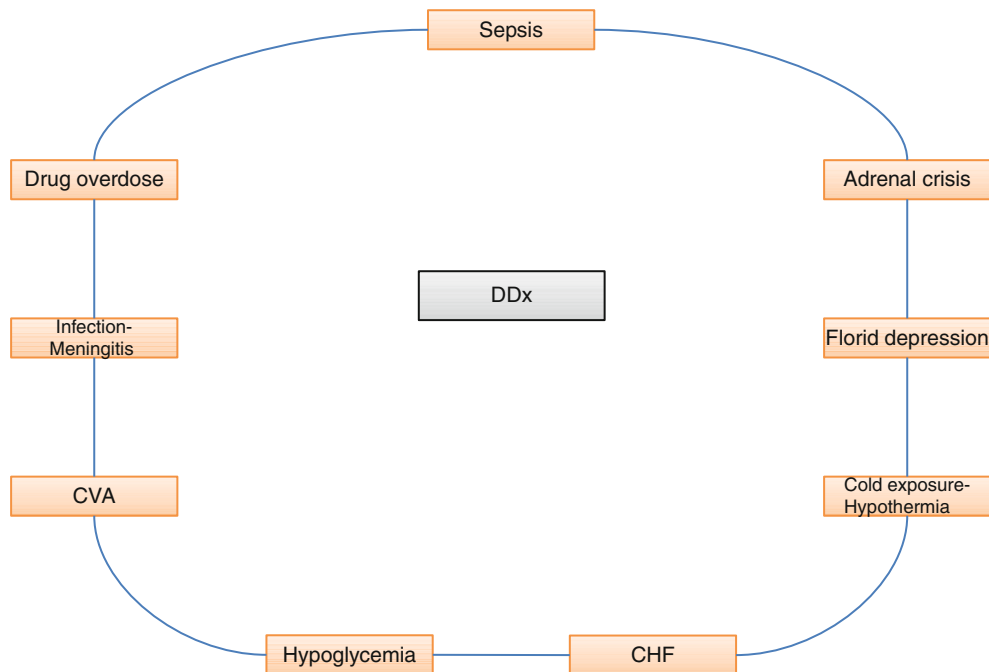 Sepsis
Drug overdose
Adrenal crisis
DDx
Infection-
Meningitis
Florid depression
CVA
Cold exposure-
Hypothermia
Hypoglycemia
CHF